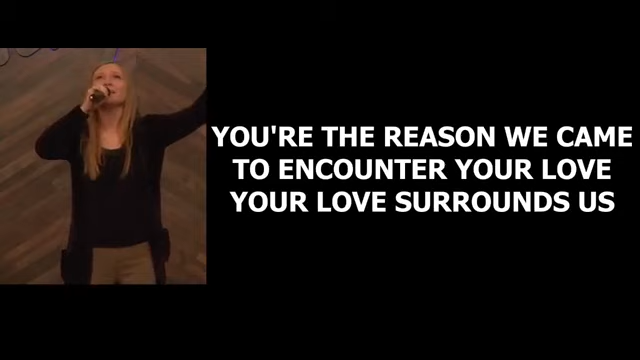 YOU'RE THE REASON WE CAME
TO ENCOUNTER YOUR LOVE
YOUR LOVE SURROUNDS US